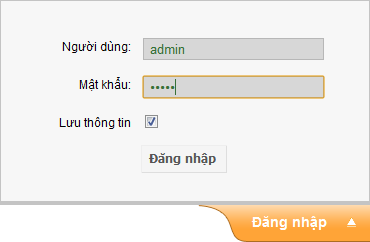 Người dùng: admin
Mật khẩu: •••••
Lưu thông tin
Đăng nhập
Đăng nhập